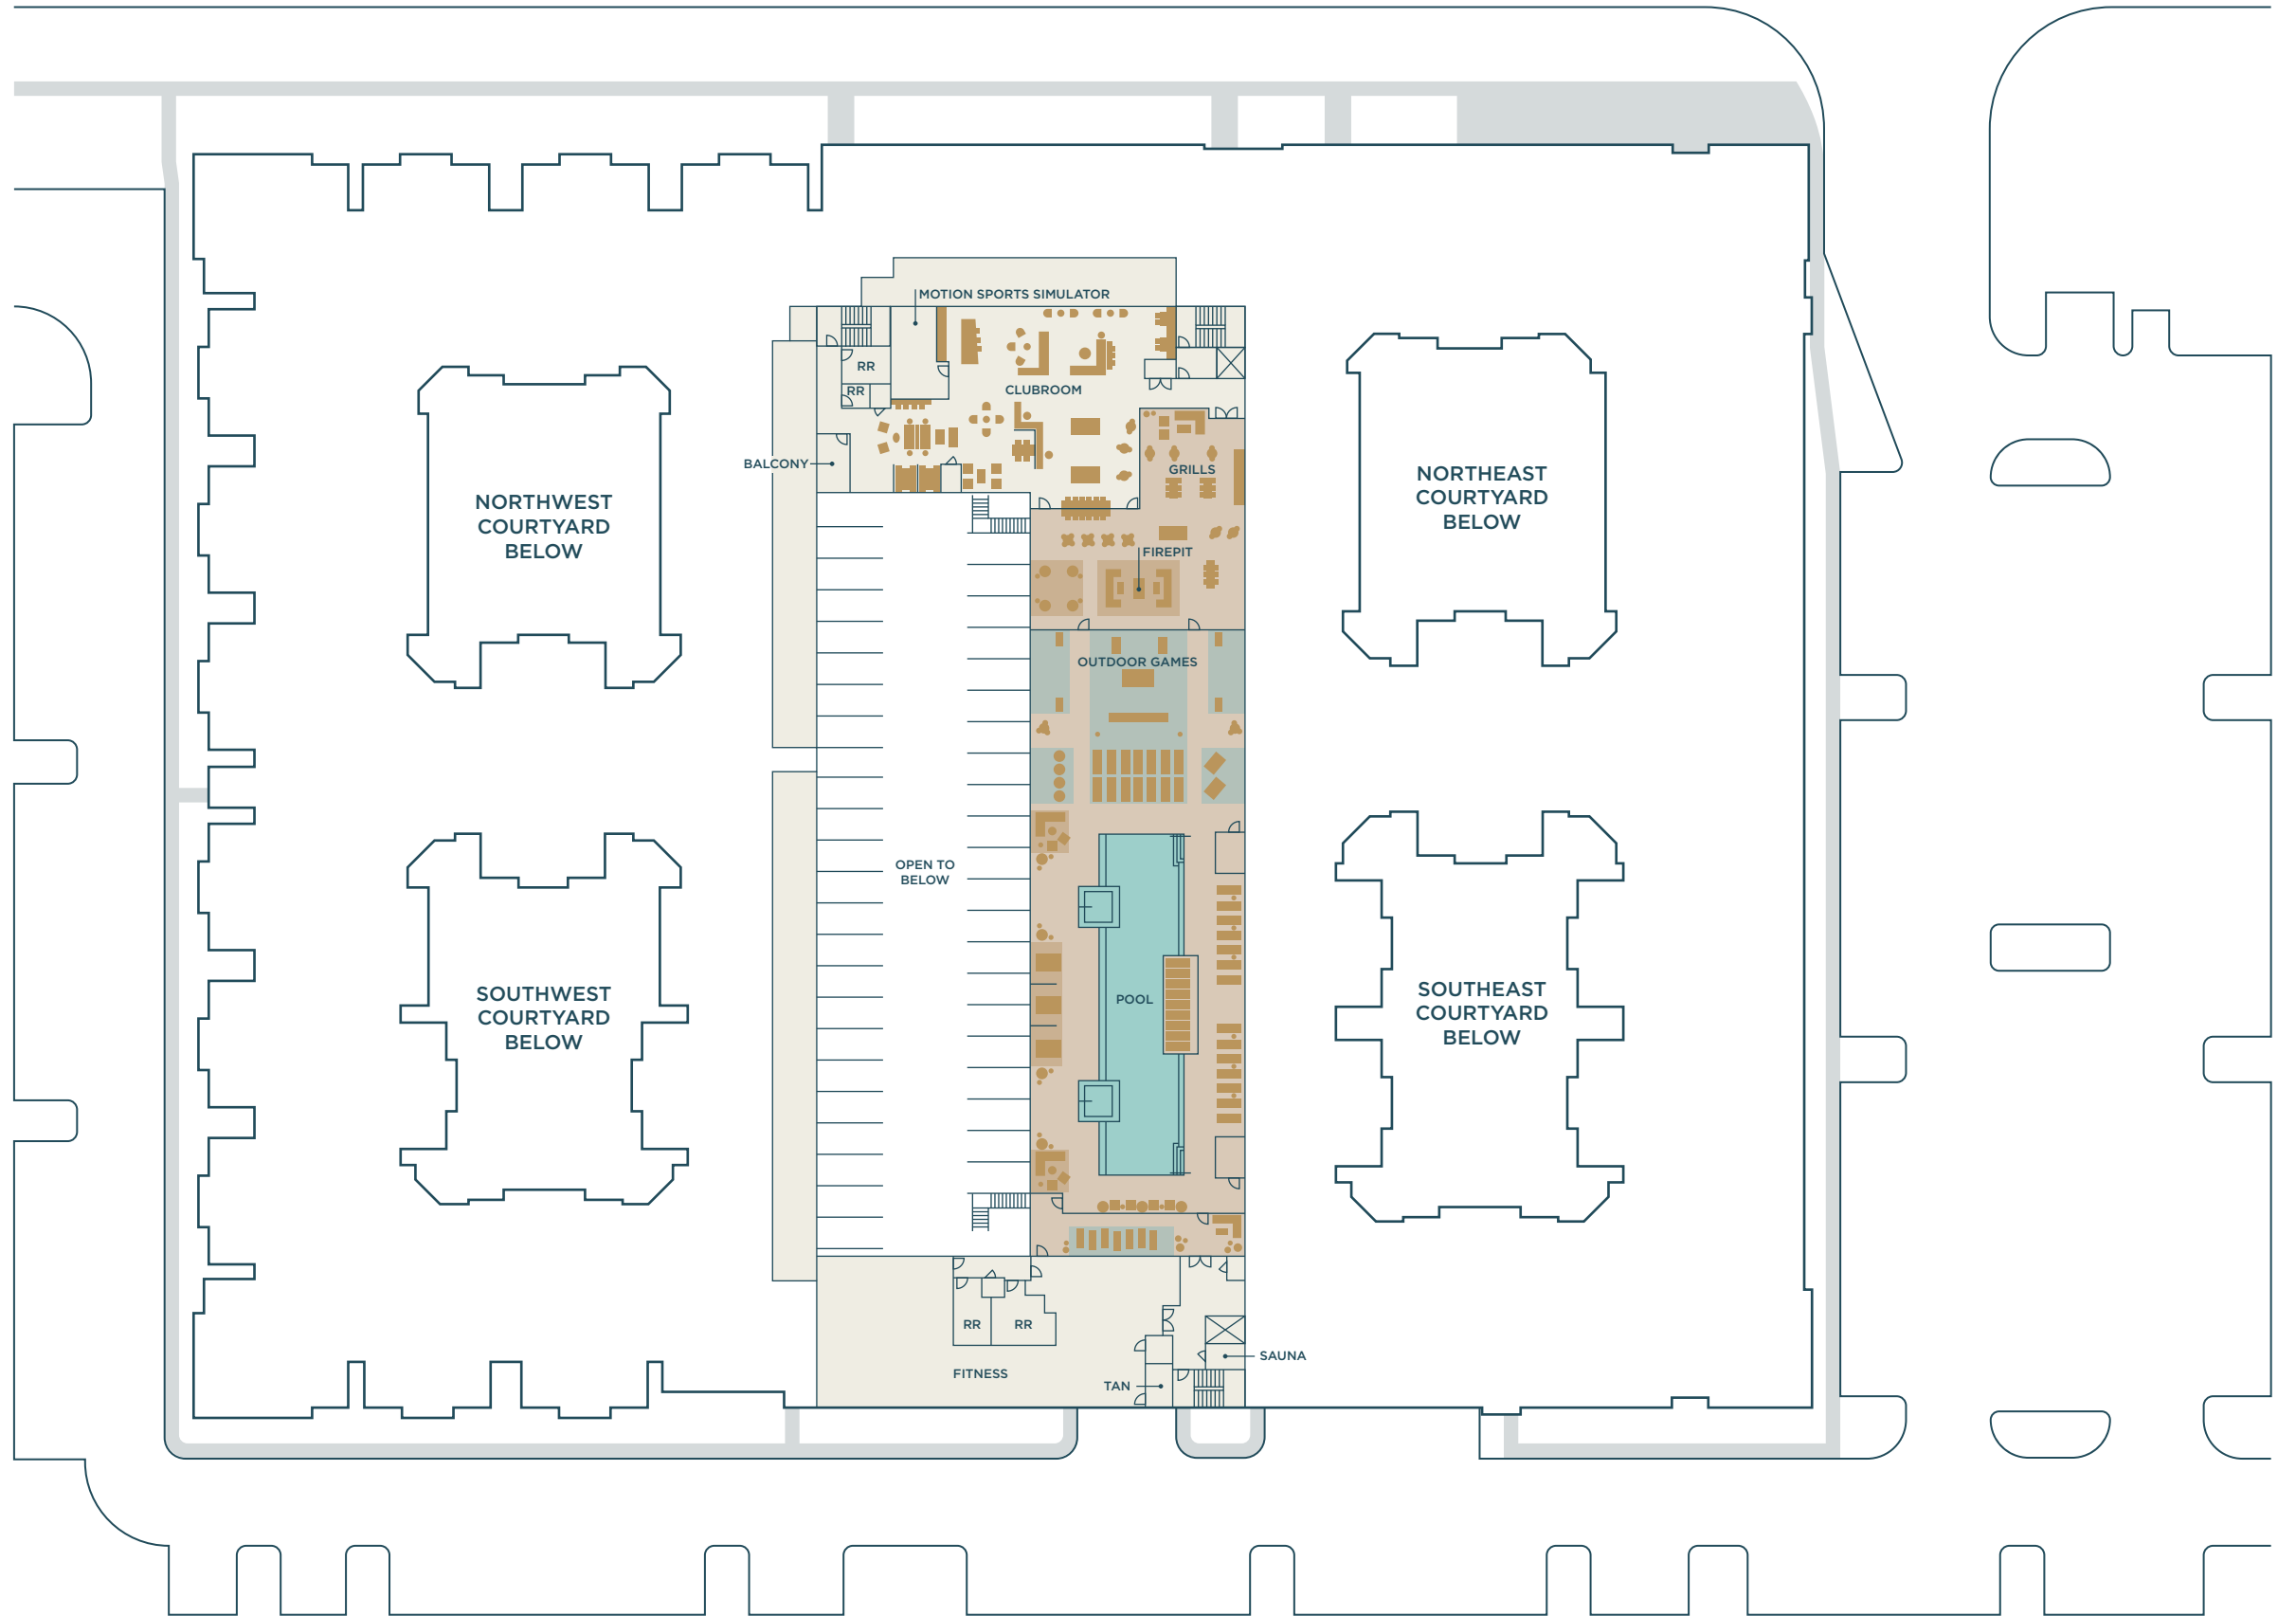 MOTION SPORTS SIMULATOR
RR
RR
CLUBROOM
BALCONY
GRILLS
NORTHWEST
COURTYARD
BELOW
NORTHEAST
COURTYARD
BELOW
FIREPIT
OUTDOOR GAMES
OPEN TO
BELOW
SOUTHWEST
COURTYARD
BELOW
POOL
SOUTHEAST
COURTYARD
BELOW
RR
RR
SAUNA
FITNESS
TAN